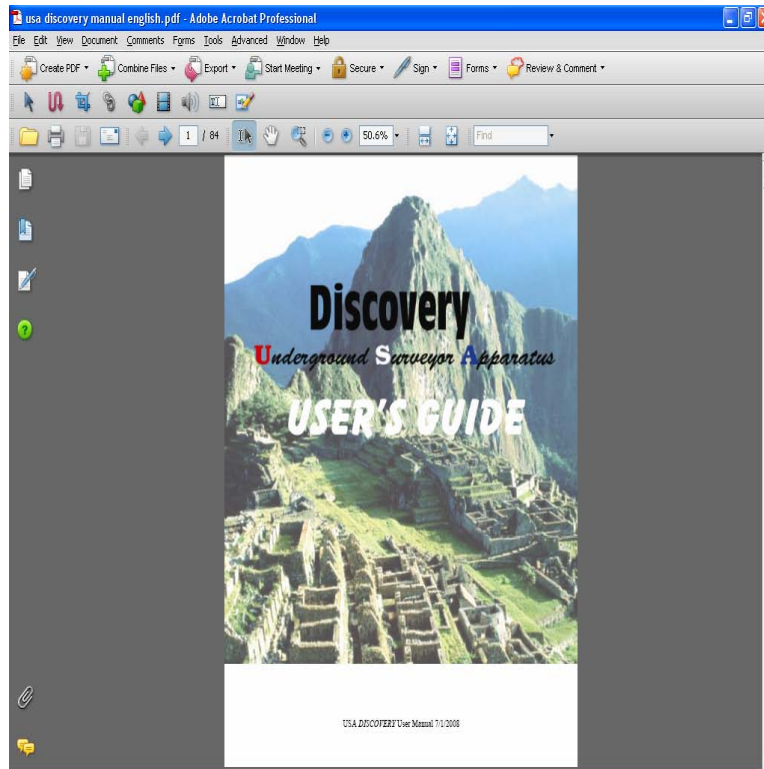 usa discovery manual english.pdf - Adobe Acrobat Professional
File Edit View Document Comments Forms Tools Advanced Window Help
Create PDF Combine Files Export Start Meeting Secure Sign Forms Review & Comment
1 / 84 50.6% Find
Discovery
Underground Surveyor Apparatus
USER'S GUIDE
USA DISCOVERY User Manual 7/1/2008